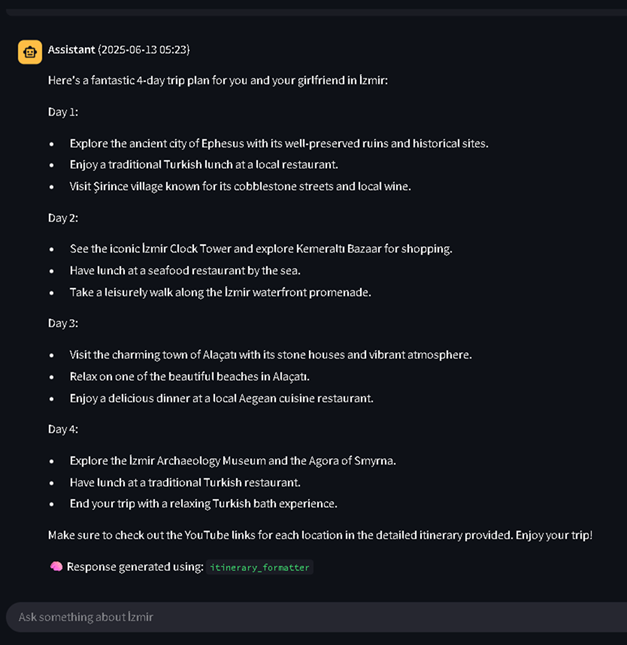 Assistant (2025-06-13 05:23)
Here's a fantastic 4-day trip plan for you and your girlfriend in İzmir:
Day 1:
• Explore the ancient city of Ephesus with its well-preserved ruins and historical sites.
• Enjoy a traditional Turkish lunch at a local restaurant.
• Visit Şirince village known for its cobblestone streets and local wine.
Day 2:
• See the iconic İzmir Clock Tower and explore Kemeraltı Bazaar for shopping.
• Have lunch at a seafood restaurant by the sea.
• Take a leisurely walk along the İzmir waterfront promenade.
Day 3:
• Visit the charming town of Alaçatı with its stone houses and vibrant atmosphere.
• Relax on one of the beautiful beaches in Alaçatı.
• Enjoy a delicious dinner at a local Aegean cuisine restaurant.
Day 4:
• Explore the İzmir Archaeology Museum and the Agora of Smyrna.
• Have lunch at a traditional Turkish restaurant.
• End your trip with a relaxing Turkish bath experience.
Make sure to check out the YouTube links for each location in the detailed itinerary provided. Enjoy your trip!
🧠 Response generated using: itinerary_formatter
Ask something about İzmir